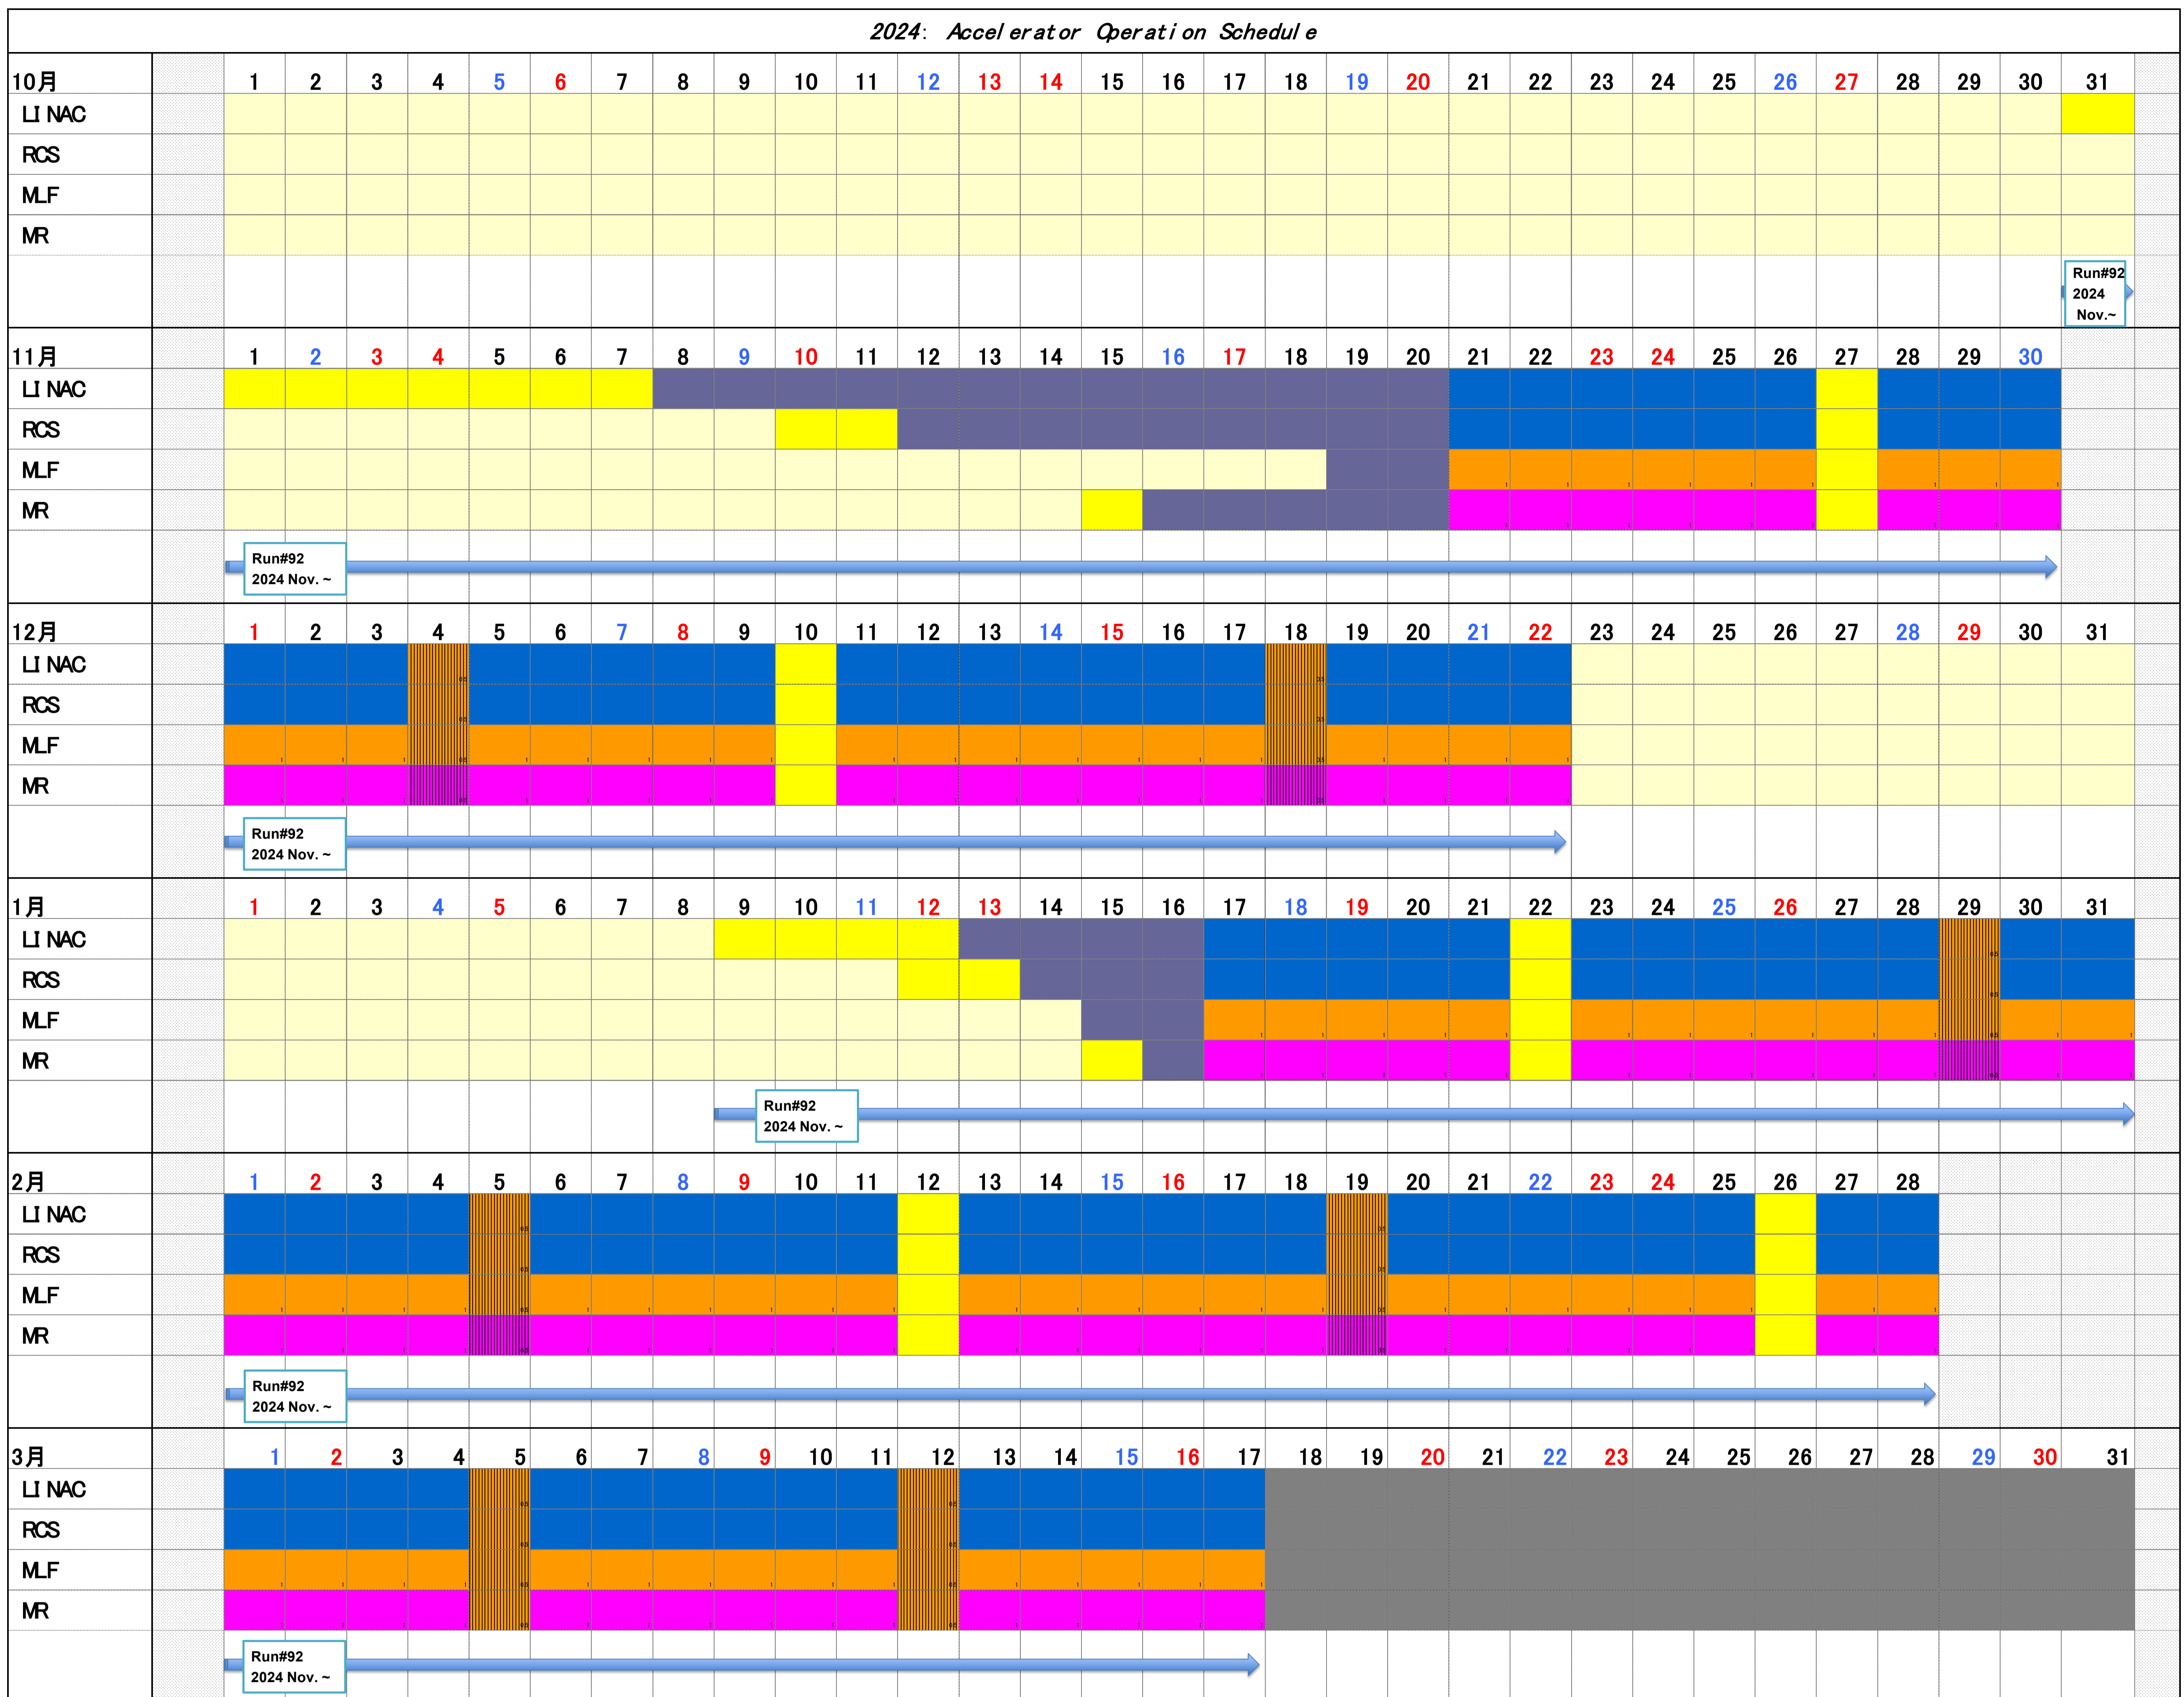 2024: Accelerator Operation Schedule
10月 1 2 3 4 5 6 7 8 9 10 11 12 13 14 15 16 17 18 19 20 21 22 23 24 25 26 27 28 29 30 31
LINAC
RCS
MLF
MR
Run#92
2024
Nov.~
11月 1 2 3 4 5 6 7 8 9 10 11 12 13 14 15 16 17 18 19 20 21 22 23 24 25 26 27 28 29 30
LINAC
RCS
MLF
MR
Run#92
2024 Nov. ~
12月 1 2 3 4 5 6 7 8 9 10 11 12 13 14 15 16 17 18 19 20 21 22 23 24 25 26 27 28 29 30 31
LINAC
RCS
MLF
MR
Run#92
2024 Nov. ~
1月 1 2 3 4 5 6 7 8 9 10 11 12 13 14 15 16 17 18 19 20 21 22 23 24 25 26 27 28 29 30 31
LINAC
RCS
MLF
MR
Run#92
2024 Nov. ~
2月 1 2 3 4 5 6 7 8 9 10 11 12 13 14 15 16 17 18 19 20 21 22 23 24 25 26 27 28
LINAC
RCS
MLF
MR
Run#92
2024 Nov. ~
3月 1 2 3 4 5 6 7 8 9 10 11 12 13 14 15 16 17 18 19 20 21 22 23 24 25 26 27 28 29 30 31
LINAC
RCS
MLF
MR
Run#92
2024 Nov. ~